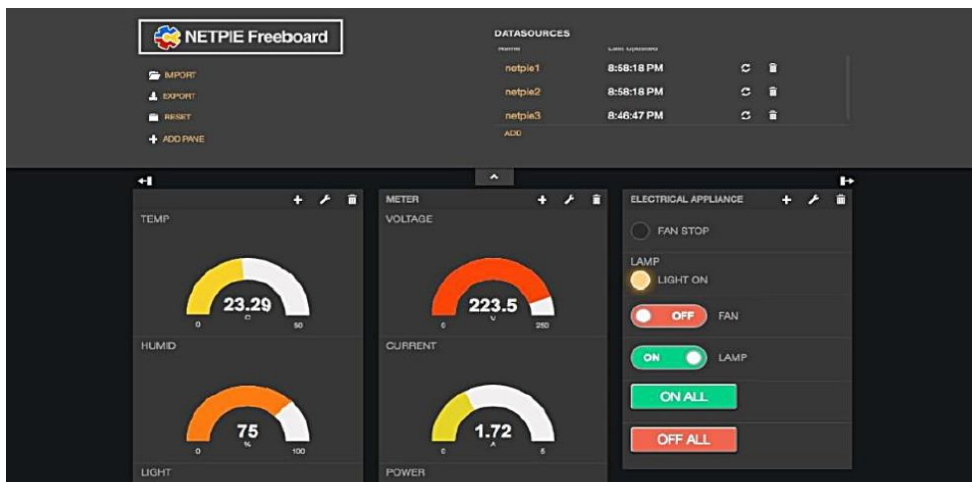 NETPIE Freeboard
IMPORT
EXPORT
RESET
ADD PANE
DATASOURCES
Name Last Updated
netpie1 8:58:18 PM
netpie2 8:58:18 PM
netpie3 8:46:47 PM
ADD
TEMP
23.29
C
0 50
HUMID
75
%
0 100
LIGHT
METER
VOLTAGE
223.5
V
0 250
CURRENT
1.72
A
0 5
POWER
ELECTRICAL APPLIANCE
FAN STOP
LAMP
LIGHT ON
OFF FAN
ON LAMP
ON ALL
OFF ALL